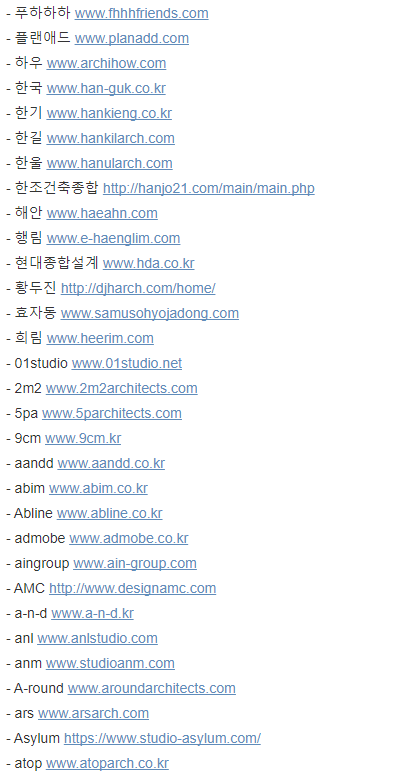 - 푸하하하 www.fhhhfriends.com
- 플랜애드 www.planadd.com
- 하우 www.archihow.com
- 한국 www.han-guk.co.kr
- 한기 www.hankieng.co.kr
- 한길 www.hankilarch.com
- 한울 www.hanularch.com
- 한조건축종합 http://hanjo21.com/main/main.php
- 해안 www.haeahn.com
- 행림 www.e-haenglim.com
- 현대종합설계 www.hda.co.kr
- 황두진 http://djharch.com/home/
- 효자동 www.samusohyojadong.com
- 희림 www.heerim.com
- 01studio www.01studio.net
- 2m2 www.2m2architects.com
- 5pa www.5parchitects.com
- 9cm www.9cm.kr
- aandd www.aandd.co.kr
- abim www.abim.co.kr
- Abline www.abline.co.kr
- admobe www.admobe.co.kr
- aingroup www.ain-group.com
- AMC http://www.designamc.com
- a-n-d www.a-n-d.kr
- anl www.anlstudio.com
- anm www.studioanm.com
- A-round www.aroundarchitects.com
- ars www.arsarch.com
- Asylum https://www.studio-asylum.com/
- atop www.atoparch.co.kr